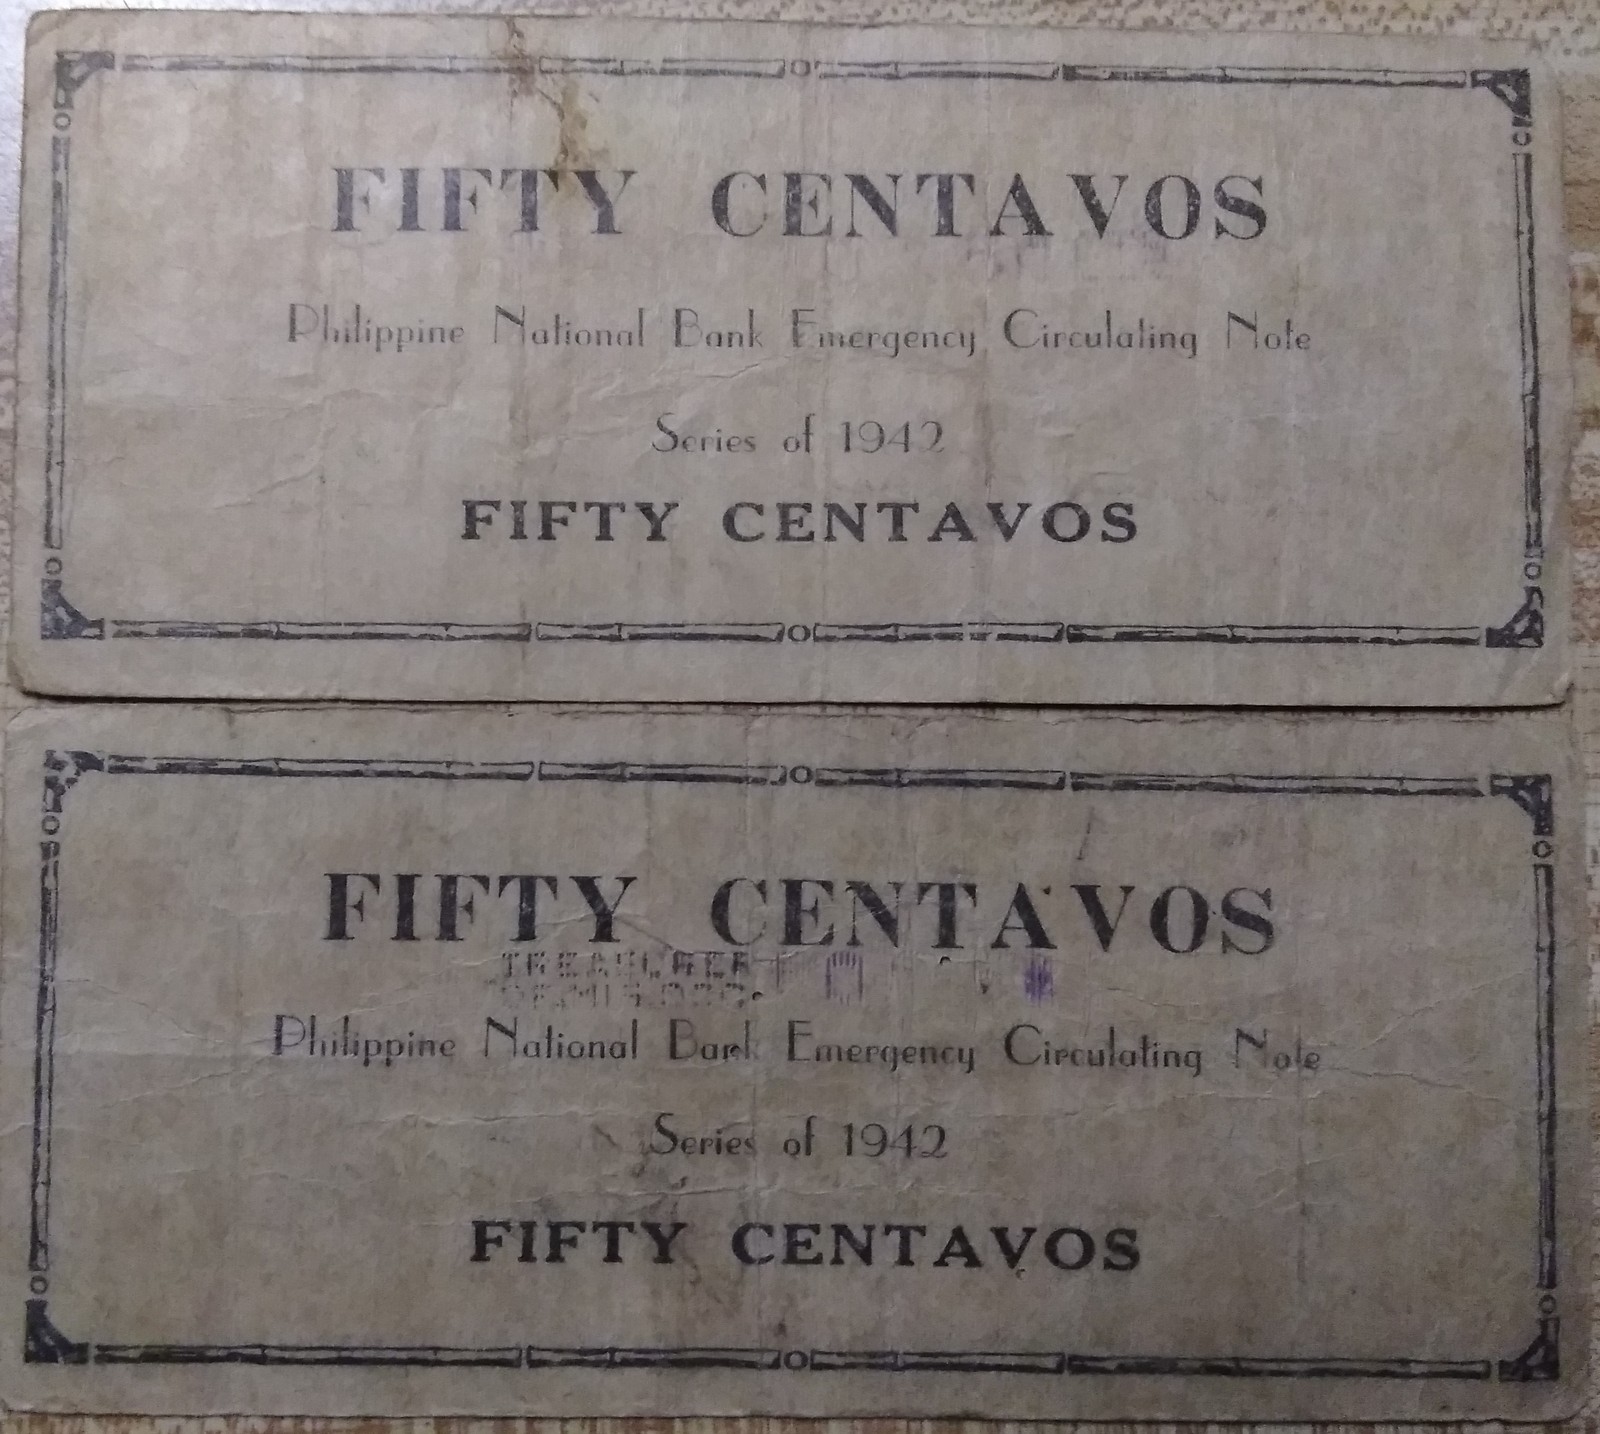 FIFTY CENTAVOS
Philippine National Bank Emergency Circulating Note
Series of 1942
FIFTY CENTAVOS
FIFTY CENTAVOS
TREASURER
Philippine National Bank Emergency Circulating Note
Series of 1942
FIFTY CENTAVOS